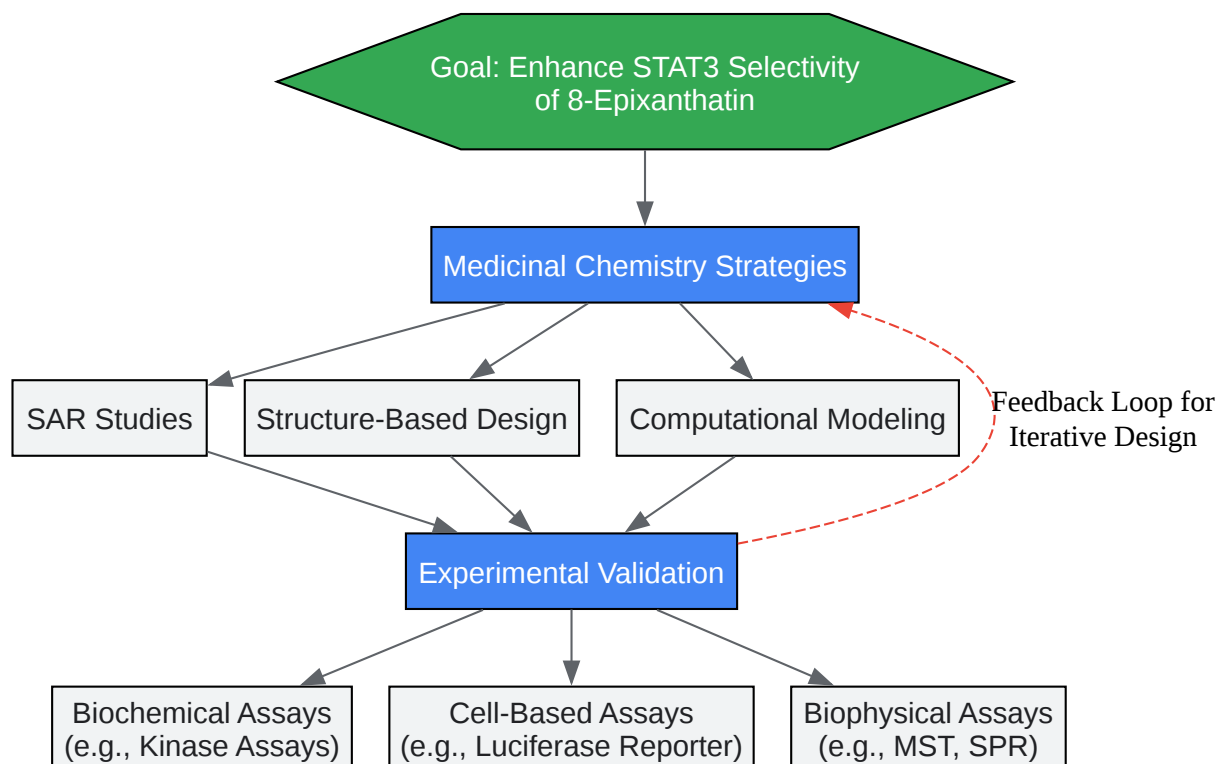 Goal: Enhance STAT3 Selectivity
of 8-Epixanthatin
Medicinal Chemistry Strategies
SAR Studies
Structure-Based Design
Computational Modeling
Feedback Loop for
Iterative Design
Experimental Validation
Biochemical Assays
(e.g., Kinase Assays)
Cell-Based Assays
(e.g., Luciferase Reporter)
Biophysical Assays
(e.g., MST, SPR)